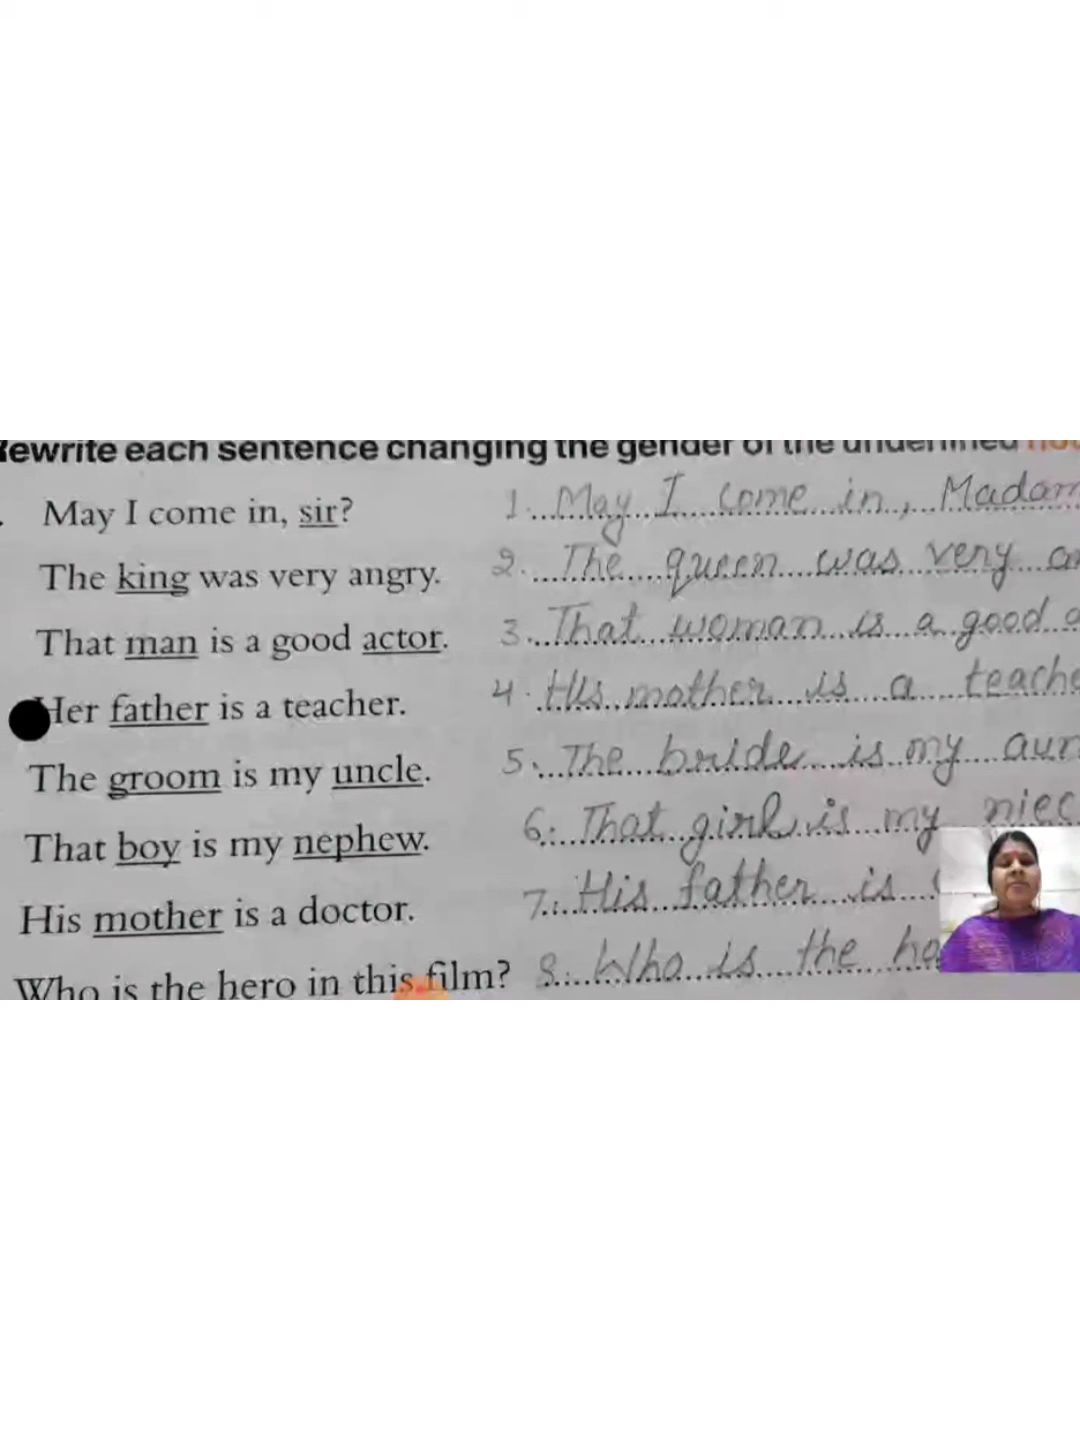 Rewrite each sentence changing the gender of the underlined
May I come in, sir?
1. May I come in, Madam
The king was very angry.
2. The queen was very
That man is a good actor.
3. That woman is a good
Her father is a teacher.
4. His mother is a
The groom is my uncle.
5. The bride is my
That boy is my nephew.
6. That girl is my
His mother is a doctor.
7. His father is
Who is the hero in this film?
8. Who is the